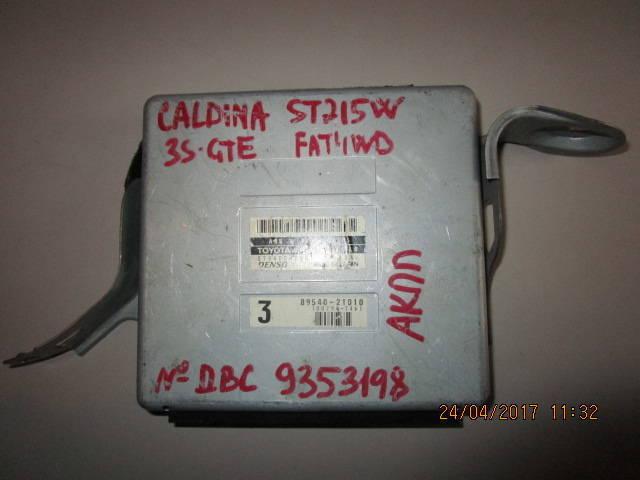 CALDINA ST215W
3S-GTE FAT4WD
TOYOTA
DENSO
3 89540-21010
АКПП
№ ДВС 9353198
24/04/2017 11:32